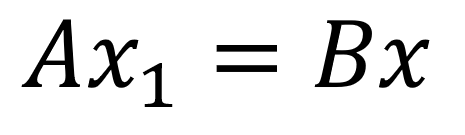 Ax₁ = Bx